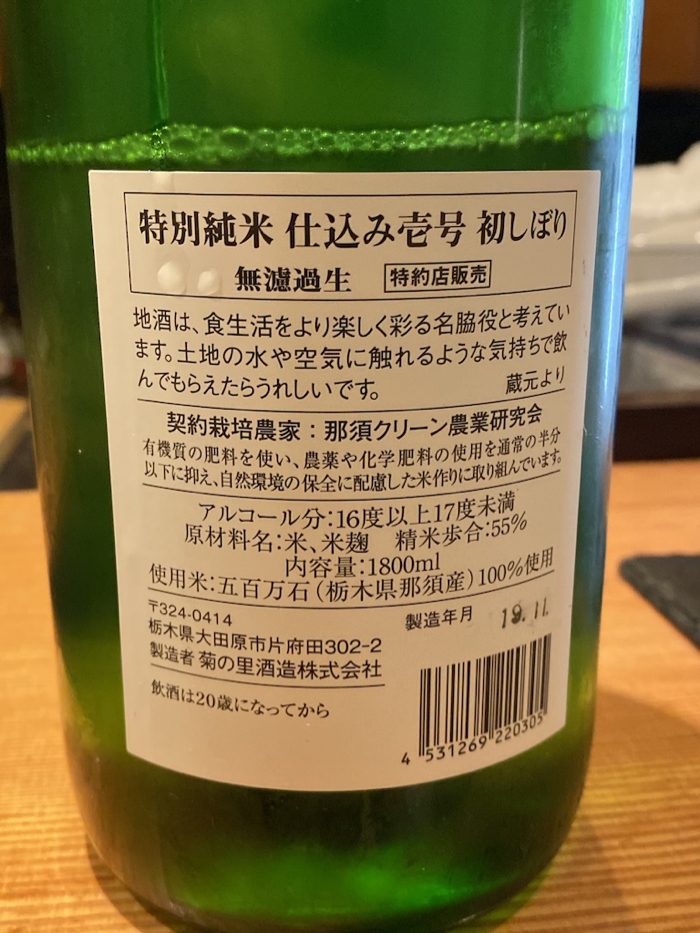 特別純米 仕込み壱号 初しぼり
無濾過生 特約店販売
地酒は、食生活をより楽しく彩る名脇役と考えてい
ます。土地の水や空気に触れるような気持ちで飲
んでもらえたらうれしいです。 蔵元より
契約栽培農家：那須クリーン農業研究会
有機質の肥料を使い、農薬や化学肥料の使用を通常の半分
以下に抑え、自然環境の保全に配慮した米作りに取り組んでいます。
アルコール分：16度以上17度未満
原材料名：米、米麹 精米歩合：55%
内容量：1800ml
使用米：五百万石（栃木県那須産）100%使用
〒324-0414
栃木県大田原市片府田302-2
製造者 菊の里酒造株式会社
飲酒は20歳になってから
製造年月 19.11.
4 531269 220305